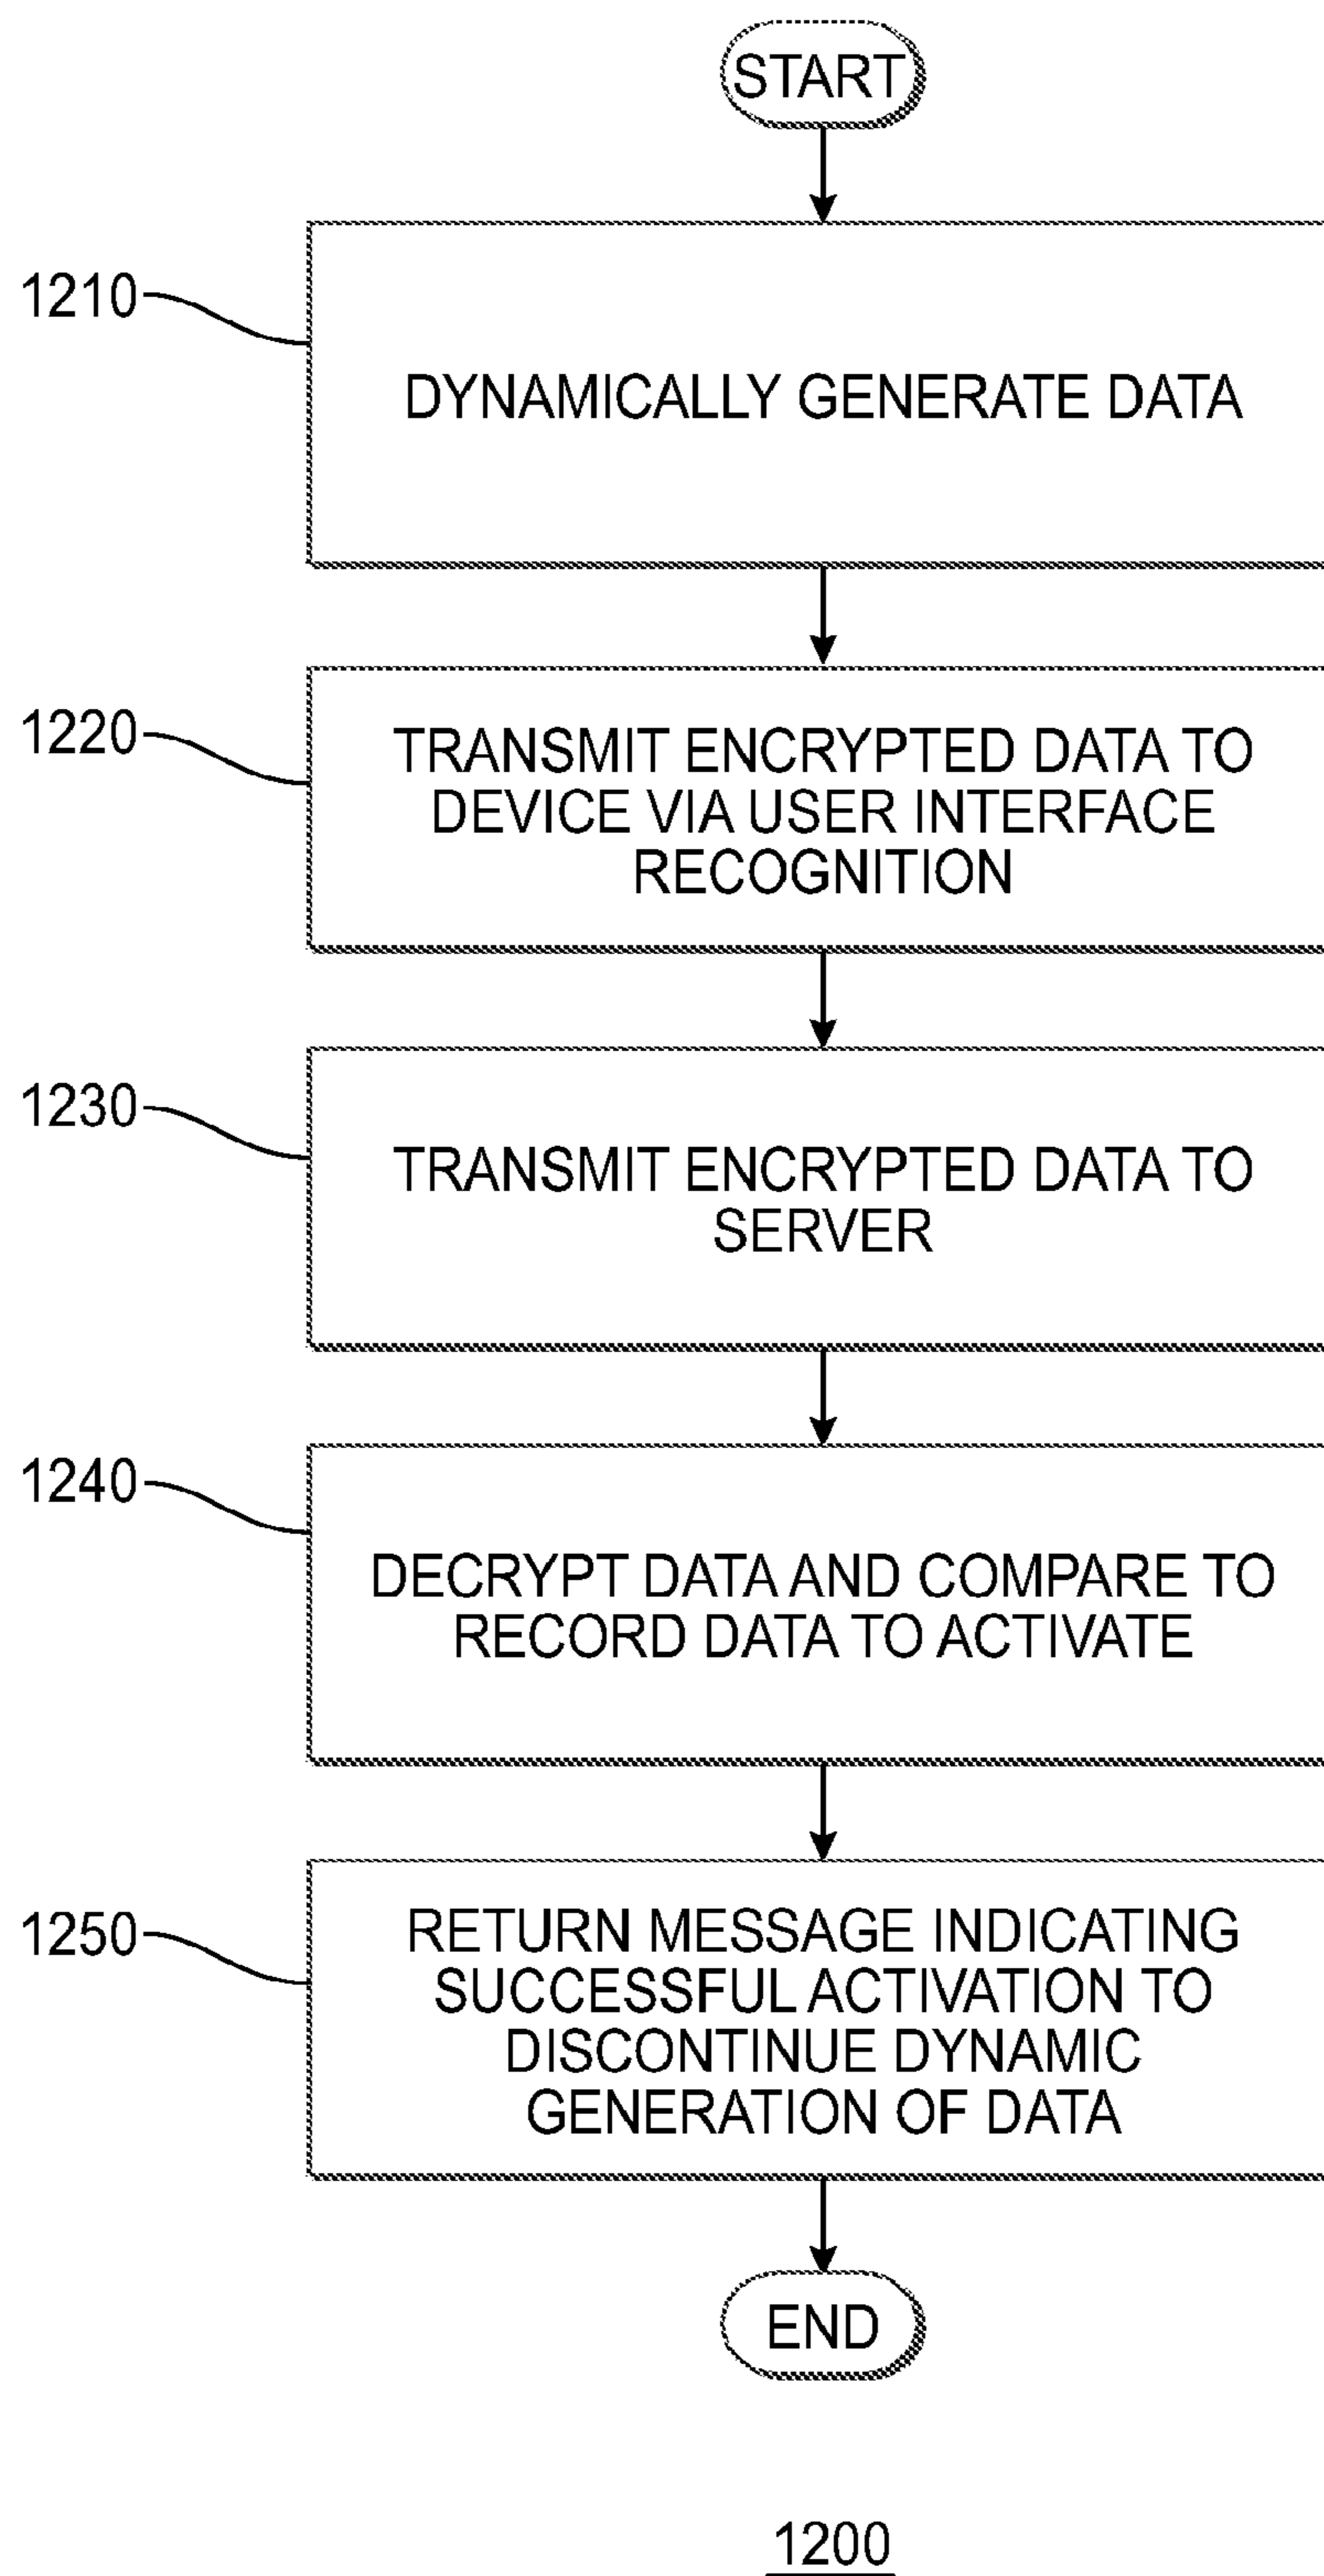 START
1210
DYNAMICALLY GENERATE DATA
1220
TRANSMIT ENCRYPTED DATA TO
DEVICE VIA USER INTERFACE
RECOGNITION
1230
TRANSMIT ENCRYPTED DATA TO
SERVER
1240
DECRYPT DATA AND COMPARE TO
RECORD DATA TO ACTIVATE
1250
RETURN MESSAGE INDICATING
SUCCESSFUL ACTIVATION TO
DISCONTINUE DYNAMIC
GENERATION OF DATA
END
1200